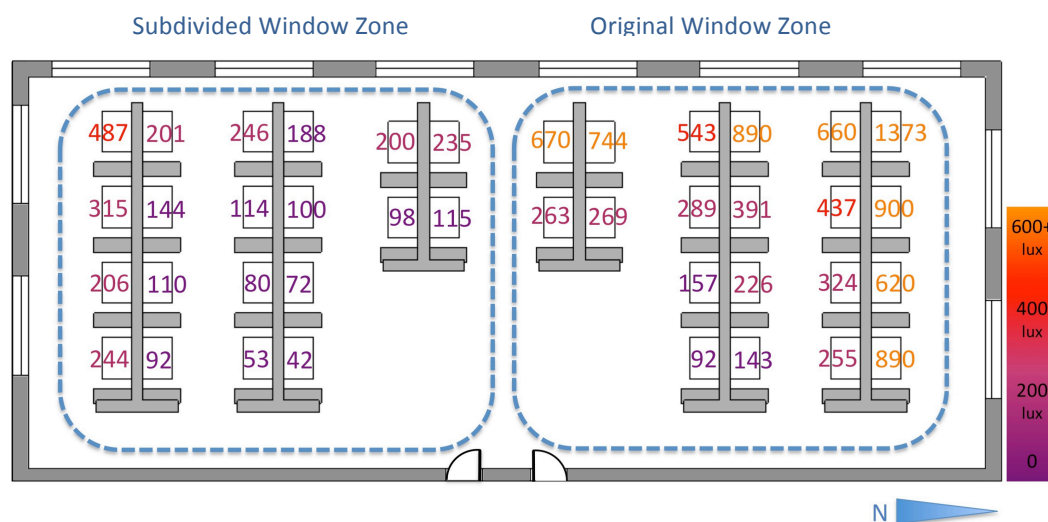 Subdivided Window Zone
Original Window Zone
487 201 246 188 200 235 670 744 543 890 660 1373
315 144 114 100 98 115 263 269 289 391 437 900
206 110 80 72 157 226 324 620
244 92 53 42 92 143 255 890
600+
lux
400
lux
200
lux
0
N